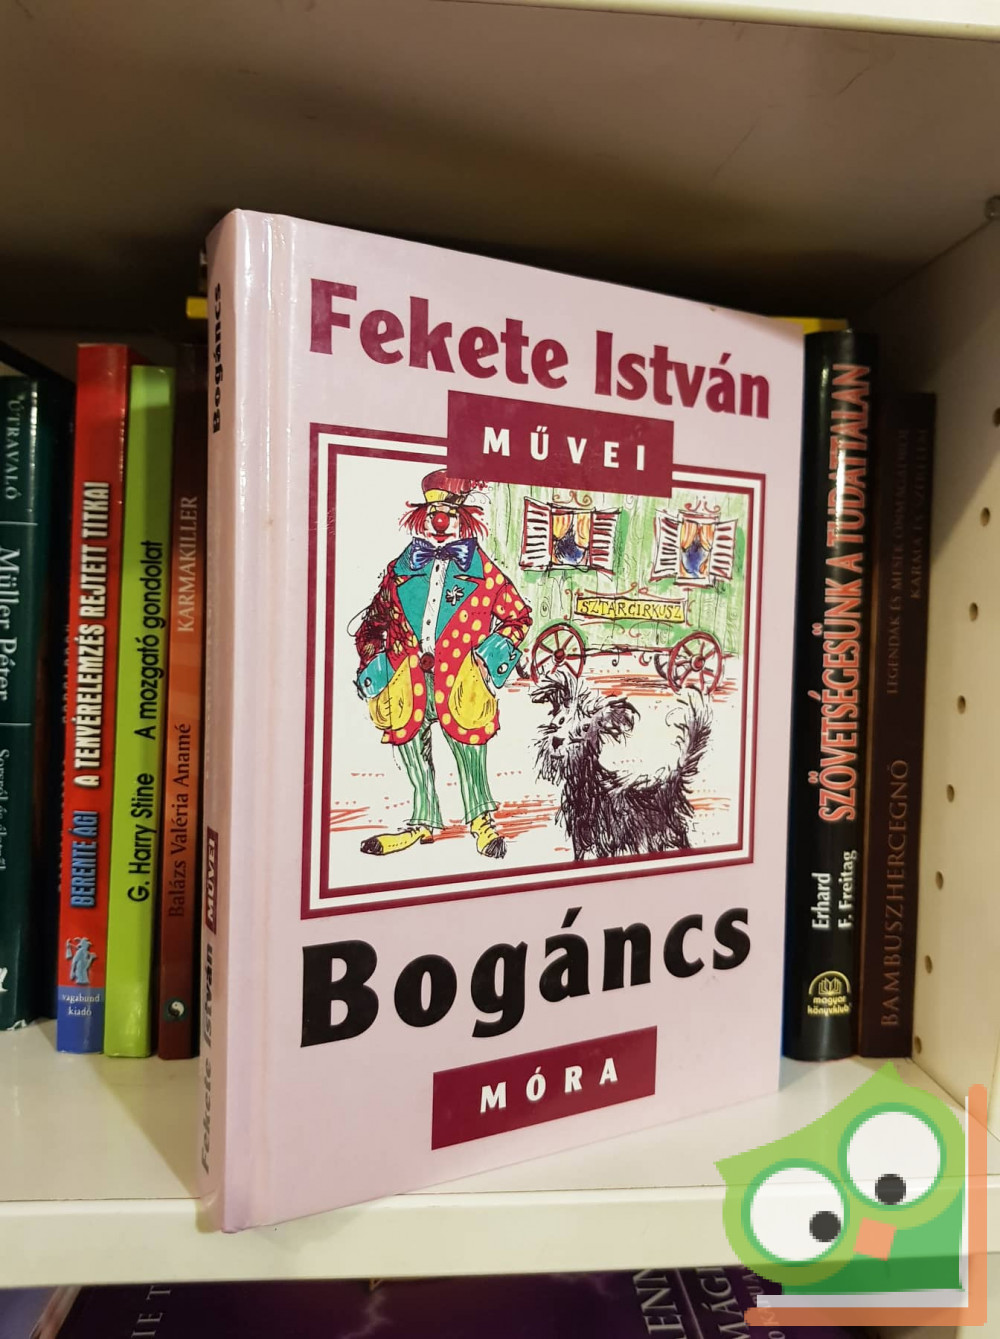 Fekete István
MŰVEI
SZTÁRCIRKUSZ
Bogáncs
MÓRA
Bogáncs
Fekete István MŰVEI
ÚTRAVALÓ
Müller Péter
BERENTE ÁGI A TENYÉRELEMZÉS REJTETT TITKAI
vagabund
kiadó
G. Harry Stine A mozgató gondolat
Balázs Valéria Anamé KARMAKILLER
Erhard
F. Freitag
SZÖVETSÉGESÜNK A TUDATTALAN
magyar
könyvklub
BAMBUSZHERCEGNŐ